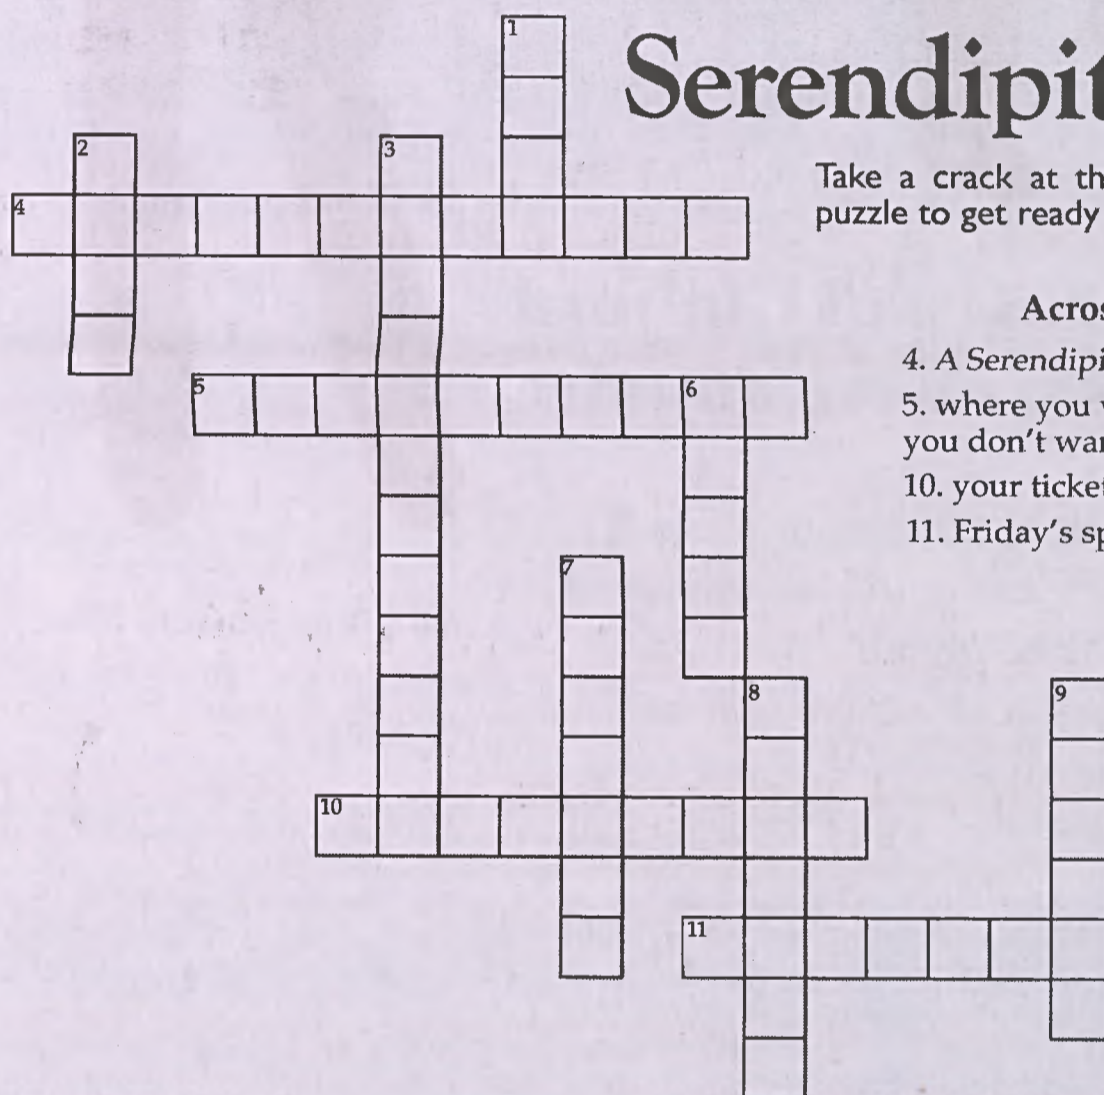 1
Serendipit
2
3
Take a crack at th
puzzle to get ready
4
Acros
4. A Serendipi
5
6
5. where you v
you don't wan
10. your ticket
11. Friday's sp
7
8
9
10
11